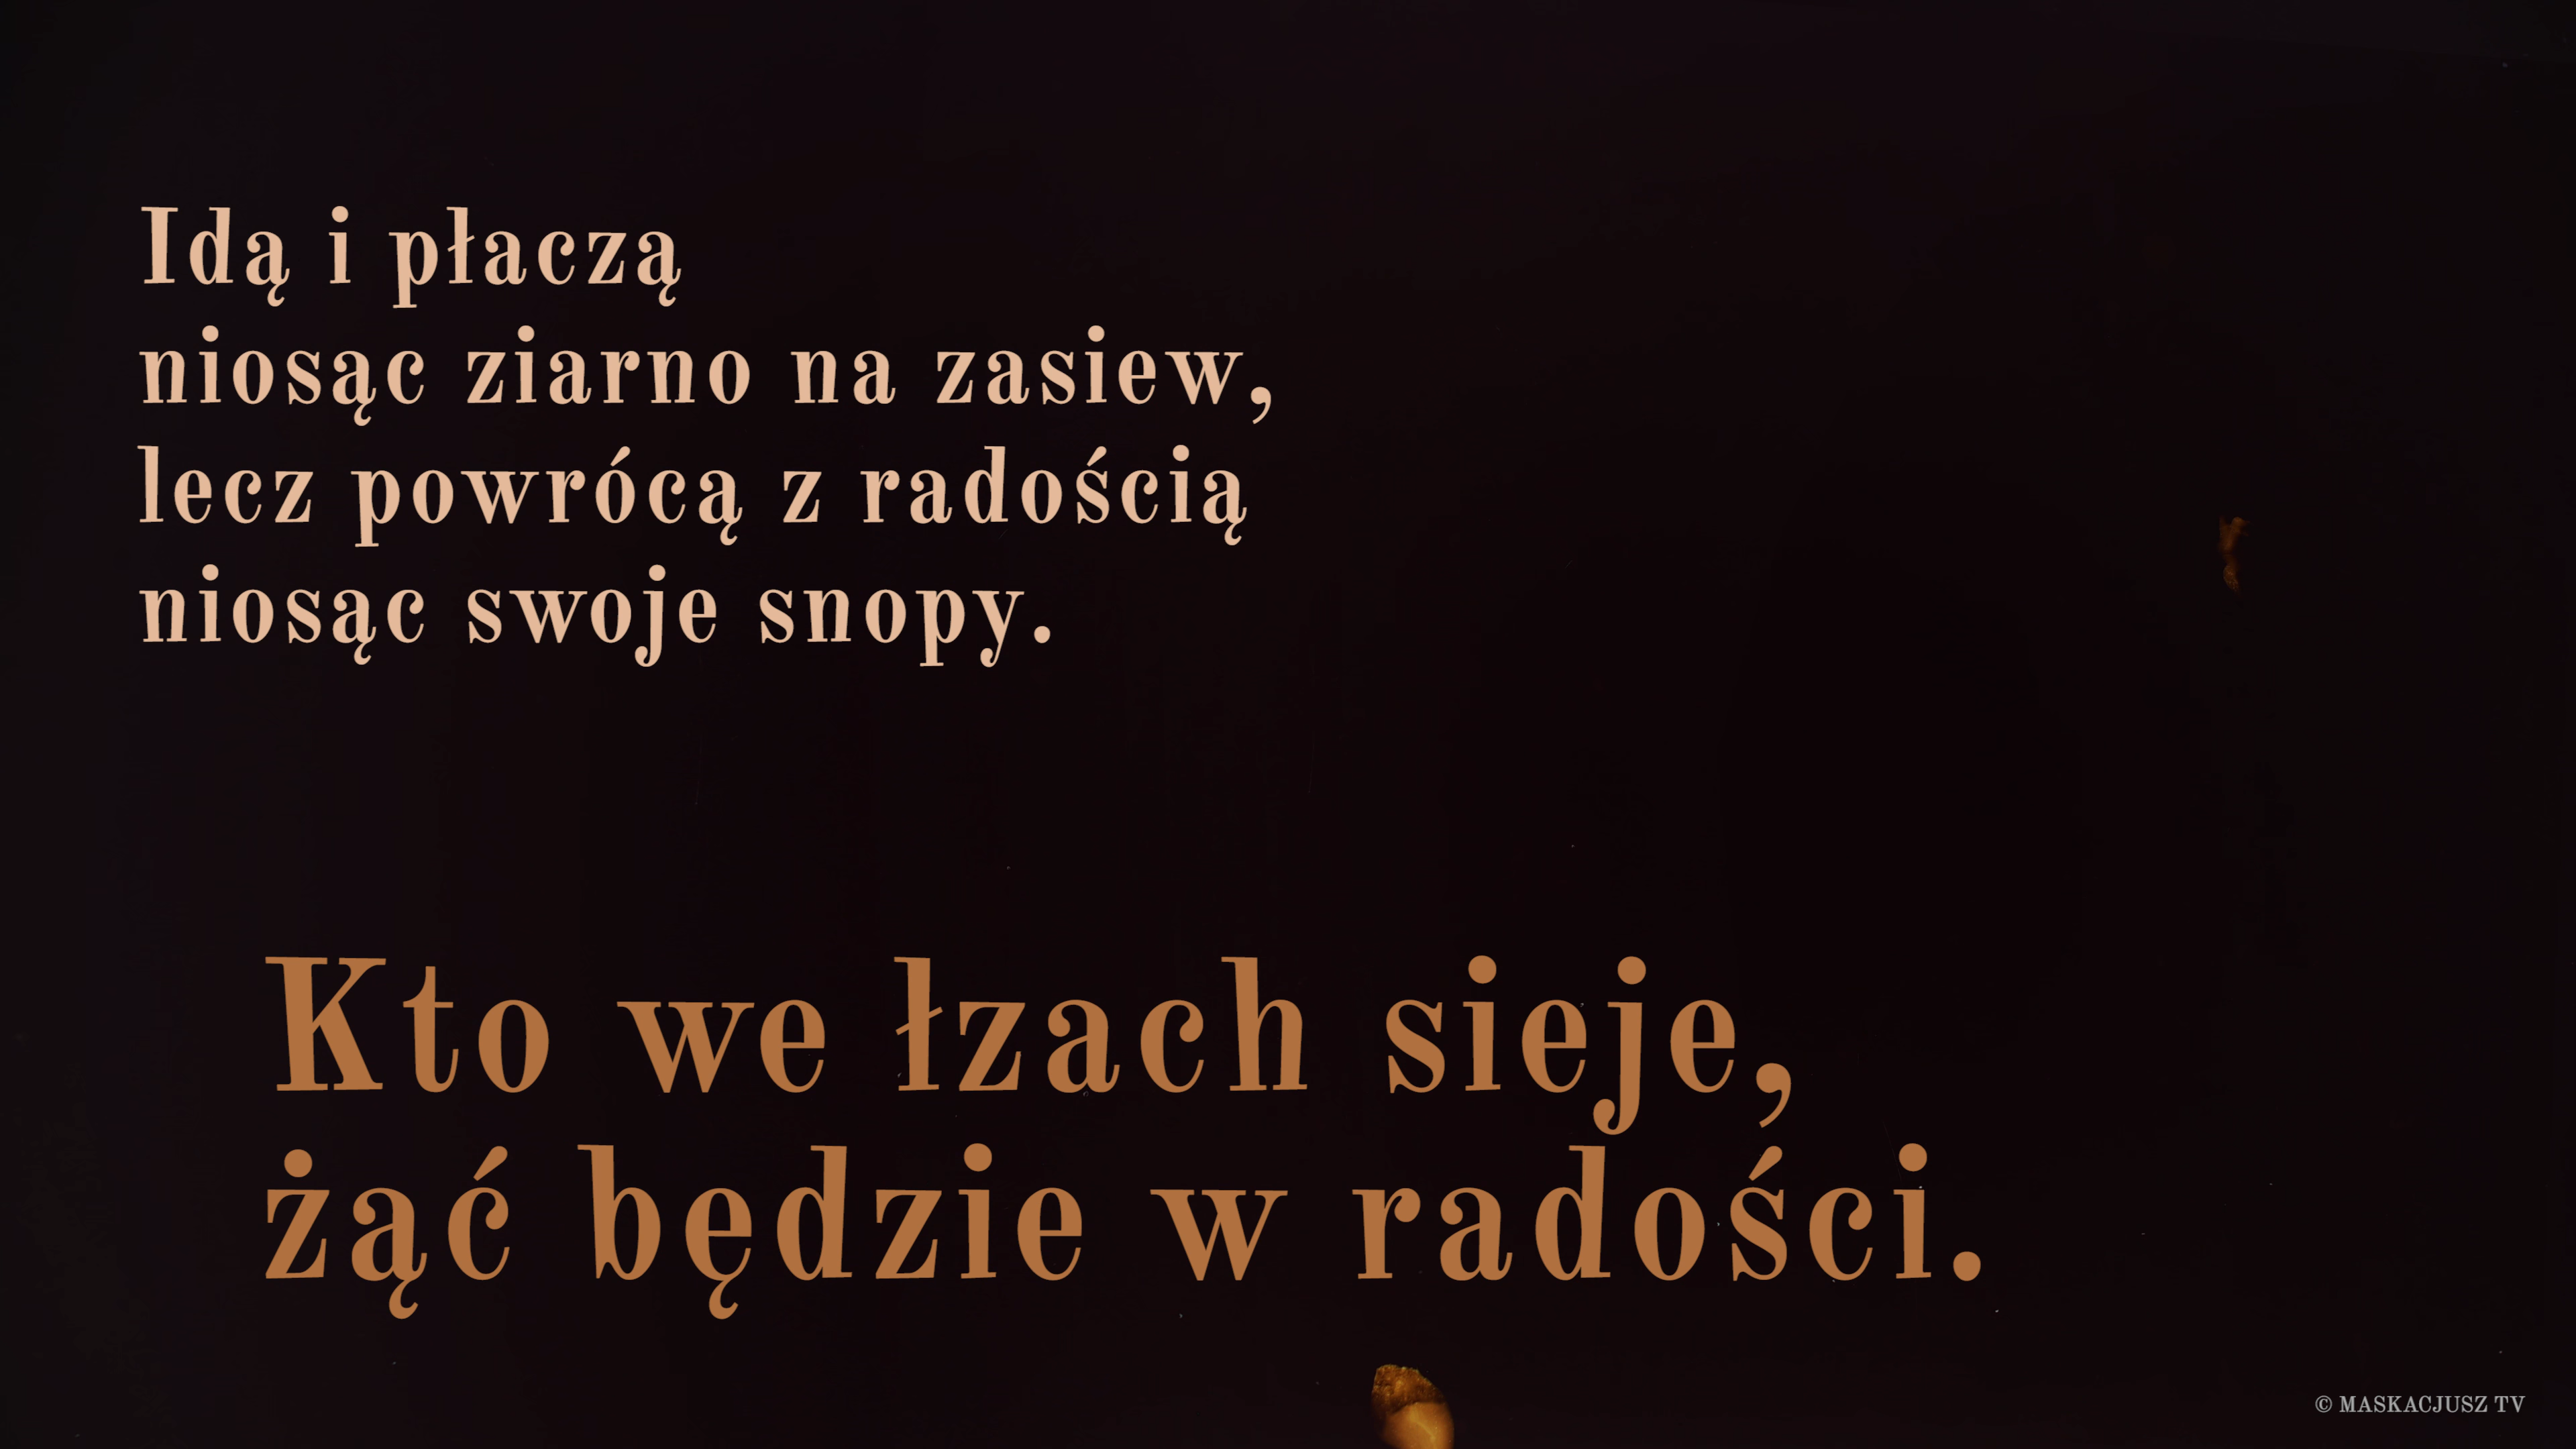 Idą i płaczą
niosąc ziarno na zasiew,
lecz powrócą z radością
niosąc swoje snopy.
Kto we łzach sieje,
żąć będzie w radości.
© MASKACJUSZ TV